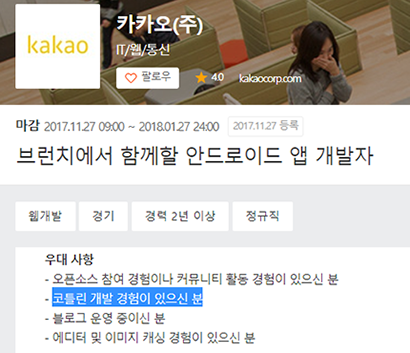 kakao
카카오(주)
IT/웹/통신
팔로우 4.0 kakaocorp.com
마감 2017.11.27 09:00 ~ 2018.01.27 24:00 2017.11.27 등록
브런치에서 함께할 안드로이드 앱 개발자
웹개발 경기 경력 2년 이상 정규직
우대 사항
- 오픈소스 참여 경험이나 커뮤니티 활동 경험이 있으신 분
- 코틀린 개발 경험이 있으신 분
- 블로그 운영 중이신 분
- 에디터 및 이미지 캐싱 경험이 있으신 분